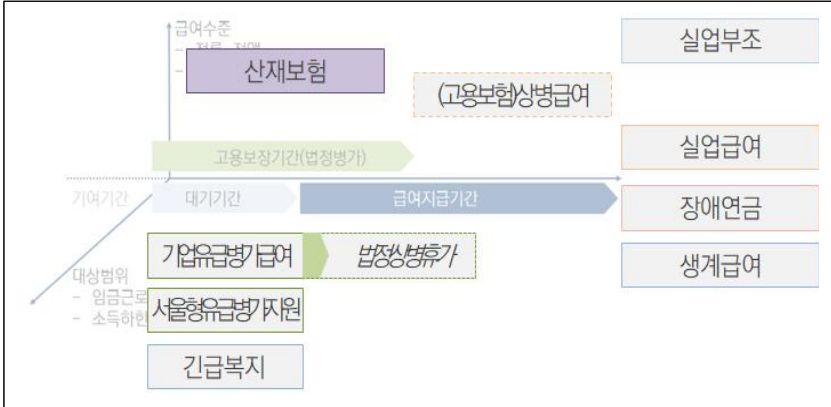 급여수준
산재보험
(고용보험)상병급여
실업부조
고용보장기간(법정병가)
실업급여
기여기간
대기기간
급여지급기간
장애연금
기업유급병가급여
법정상병휴가
생계급여
대상범위
- 임금근로
- 소득하한
서울형유급병가지원
긴급복지